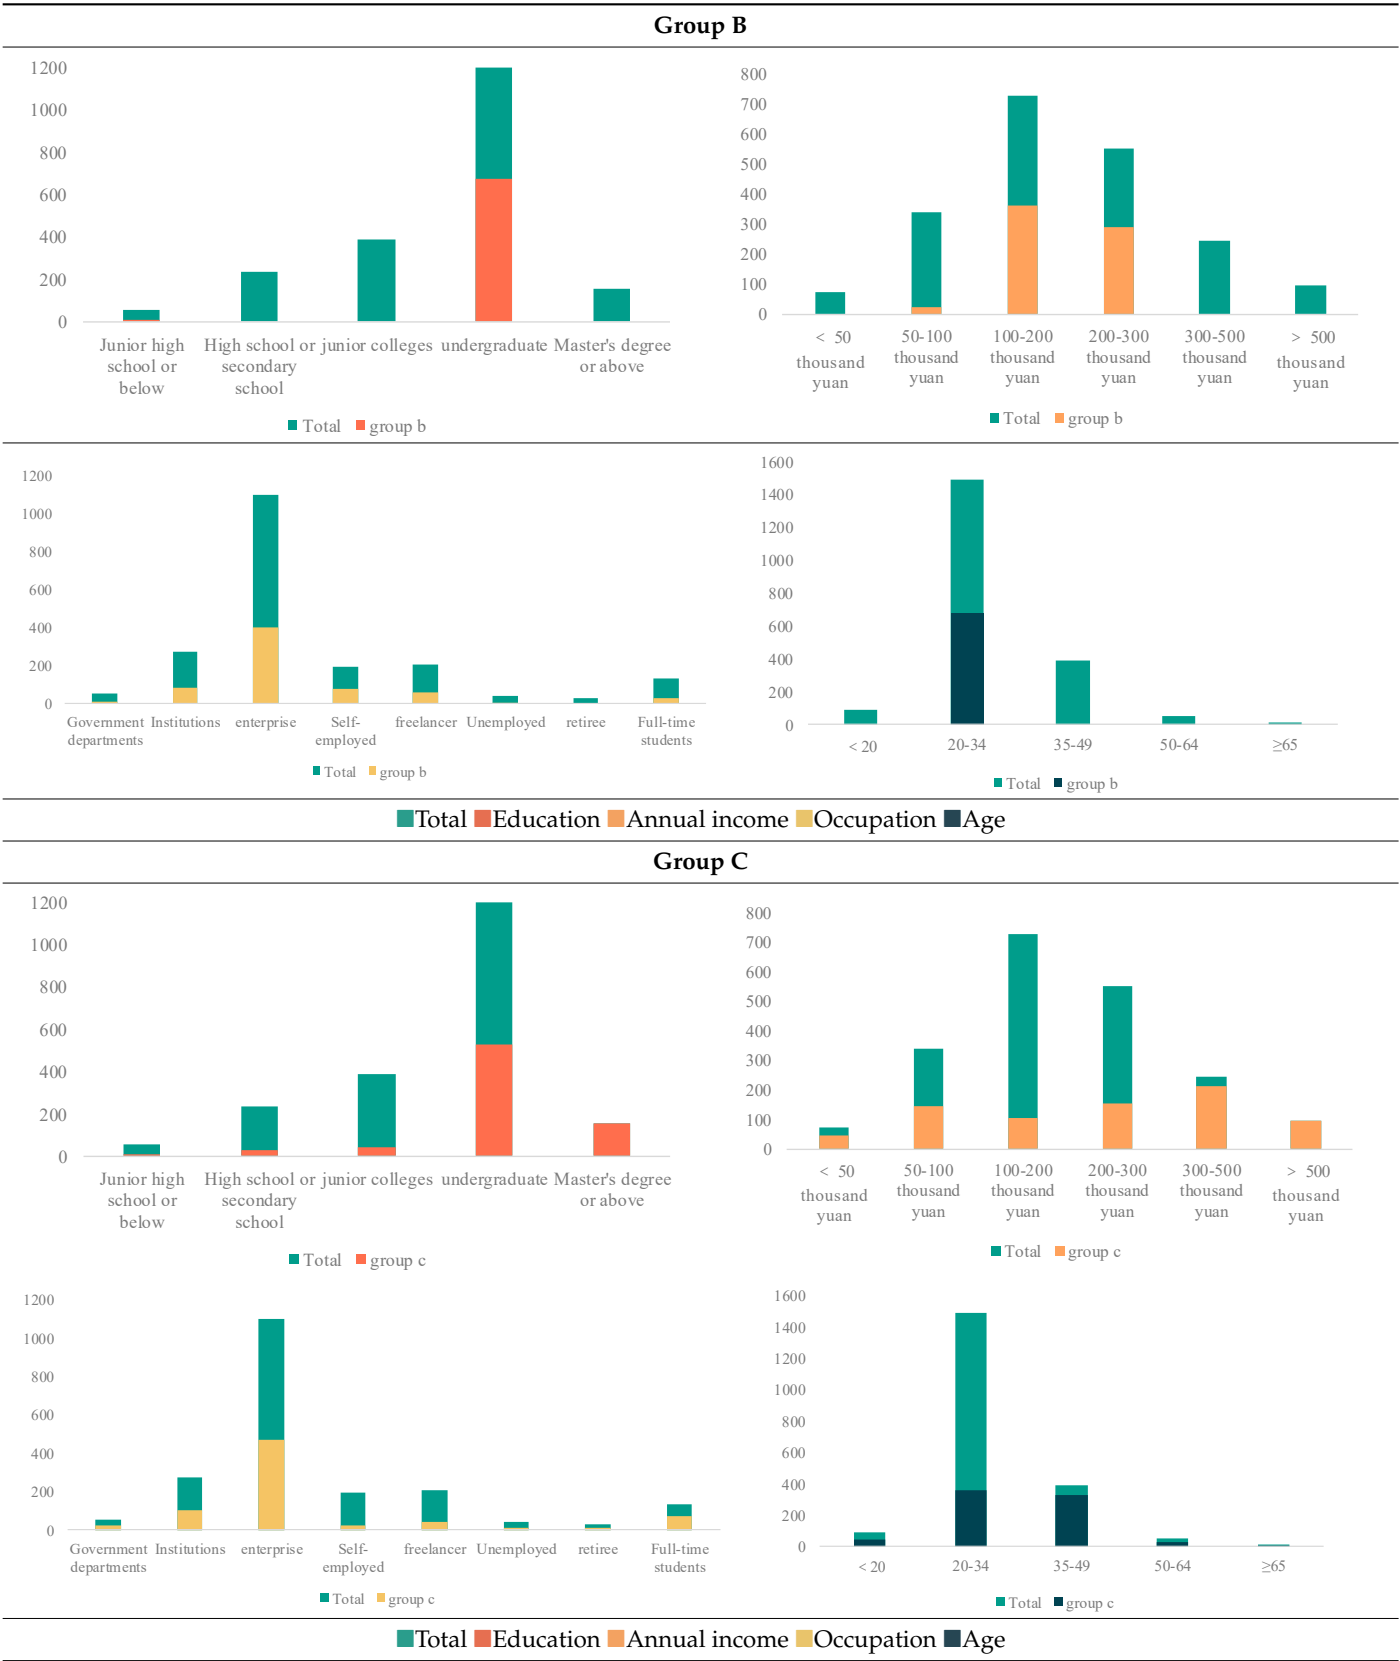 Group B
1200
1000
800
600
400
200
0
Junior high High school or junior colleges undergraduate Master's degree
school or secondary or above
below school
Total group b
800
700
600
500
400
300
200
100
0
< 50 50-100 100-200 200-300 300-500 > 500
thousand thousand thousand thousand thousand thousand
yuan yuan yuan yuan yuan yuan
Total group b
1200
1000
800
600
400
200
0
Government Institutions enterprise Self- freelancer Unemployed retiree Full-time
departments employed students
Total group b
1600
1400
1200
1000
800
600
400
200
0
< 20 20-34 35-49 50-64 ≥65
Total group b
Total Education Annual income Occupation Age
Group C
1200
1000
800
600
400
200
0
Junior high High school or junior colleges undergraduate Master's degree
school or secondary or above
below school
Total group c
800
700
600
500
400
300
200
100
0
< 50 50-100 100-200 200-300 300-500 > 500
thousand thousand thousand thousand thousand thousand
yuan yuan yuan yuan yuan yuan
Total group c
1200
1000
800
600
400
200
0
Government Institutions enterprise Self- freelancer Unemployed retiree Full-time
departments employed students
Total group c
1600
1400
1200
1000
800
600
400
200
0
< 20 20-34 35-49 50-64 ≥65
Total group c
Total Education Annual income Occupation Age